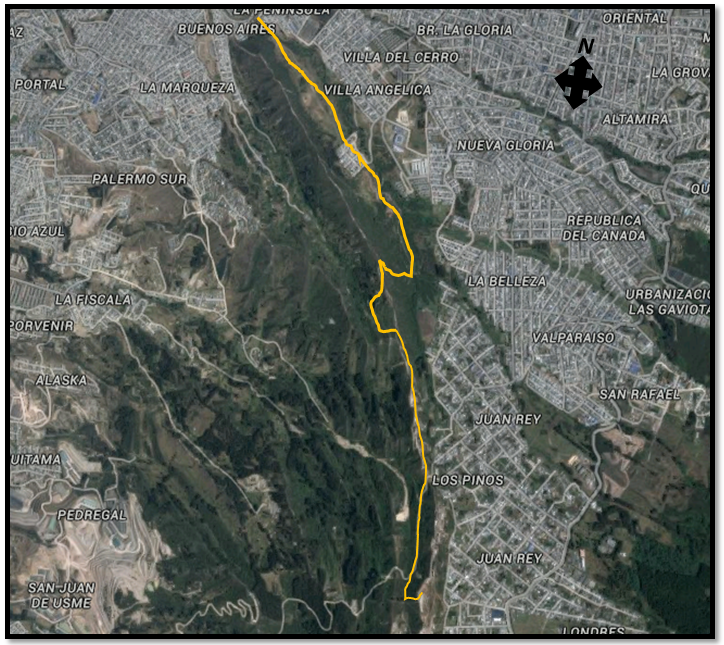 LA PENINSULA
BUENOS AIRES
BR. LA GLORIA
ORIENTAL
AZ
N
VILLA DEL CERRO
LA GROVA
PORTAL
LA MARQUEZA
VILLA ANGELICA
ALTAMIRA
NUEVA GLORIA
PALERMO SUR
QU
REPUBLICA
DEL CANADA
IO AZUL
LA BELLEZA
LA FISCALA
URBANIZACIO
LAS GAVIOTA
PORVENIR
VALPARAISO
ALASKA
SAN RAFAEL
JUAN REY
UITAMA
LOS PINOS
PEDREGAL
JUAN REY
SAN JUAN
DE USME
LONDRES